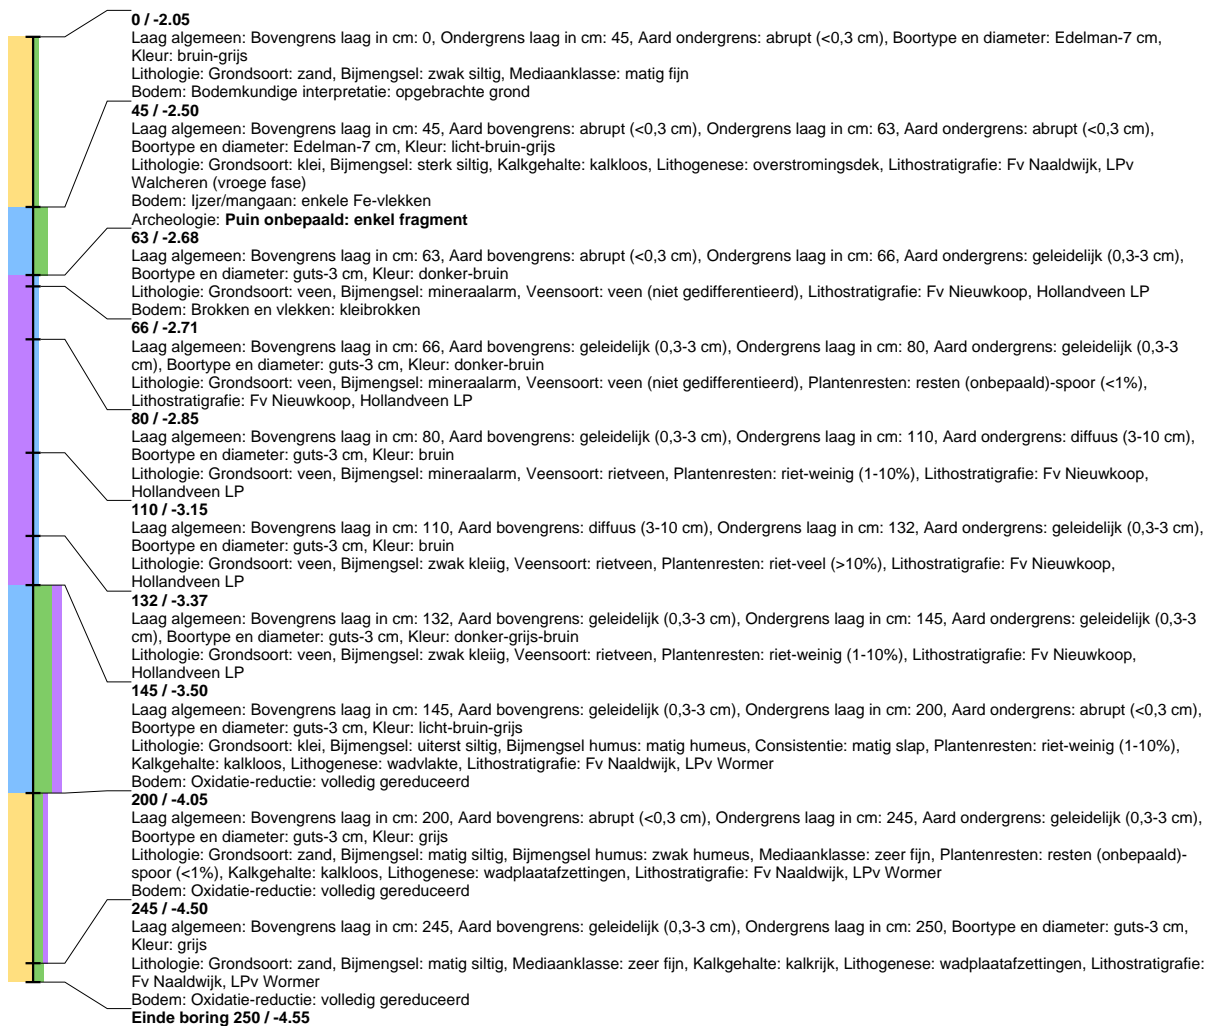 0 / -2.05
Laag algemeen: Bovengrens laag in cm: 0, Ondergrens laag in cm: 45, Aard ondergrens: abrupt (<0,3 cm), Boortype en diameter: Edelman-7 cm,
Kleur: bruin-grijs
Lithologie: Grondsoort: zand, Bijmengsel: zwak siltig, Mediaanklasse: matig fijn
Bodem: Bodemkundige interpretatie: opgebrachte grond
45 / -2.50
Laag algemeen: Bovengrens laag in cm: 45, Aard bovengrens: abrupt (<0,3 cm), Ondergrens laag in cm: 63, Aard ondergrens: abrupt (<0,3 cm),
Boortype en diameter: Edelman-7 cm, Kleur: licht-bruin-grijs
Lithologie: Grondsoort: klei, Bijmengsel: sterk siltig, Kalkgehalte: kalkloos, Lithogenese: overstromingsdek, Lithostratigrafie: Fv Naaldwijk, LPv
Walcheren (vroege fase)
Bodem: Ijzer/mangaan: enkele Fe-vlekken
Archeologie: Puin onbepaald: enkel fragment
63 / -2.68
Laag algemeen: Bovengrens laag in cm: 63, Aard bovengrens: abrupt (<0,3 cm), Ondergrens laag in cm: 66, Aard ondergrens: geleidelijk (0,3-3 cm),
Boortype en diameter: guts-3 cm, Kleur: donker-bruin
Lithologie: Grondsoort: veen, Bijmengsel: mineraalarm, Veensoort: veen (niet gedifferentieerd), Lithostratigrafie: Fv Nieuwkoop, Hollandveen LP
Bodem: Brokken en vlekken: kleibrokken
66 / -2.71
Laag algemeen: Bovengrens laag in cm: 66, Aard bovengrens: geleidelijk (0,3-3 cm), Ondergrens laag in cm: 80, Aard ondergrens: geleidelijk (0,3-3
cm), Boortype en diameter: guts-3 cm, Kleur: donker-bruin
Lithologie: Grondsoort: veen, Bijmengsel: mineraalarm, Veensoort: veen (niet gedifferentieerd), Plantenresten: resten (onbepaald)-spoor (<1%),
Lithostratigrafie: Fv Nieuwkoop, Hollandveen LP
80 / -2.85
Laag algemeen: Bovengrens laag in cm: 80, Aard bovengrens: geleidelijk (0,3-3 cm), Ondergrens laag in cm: 110, Aard ondergrens: diffuus (3-10 cm),
Boortype en diameter: guts-3 cm, Kleur: bruin
Lithologie: Grondsoort: veen, Bijmengsel: mineraalarm, Veensoort: rietveen, Plantenresten: riet-weinig (1-10%), Lithostratigrafie: Fv Nieuwkoop,
Hollandveen LP
110 / -3.15
Laag algemeen: Bovengrens laag in cm: 110, Aard bovengrens: diffuus (3-10 cm), Ondergrens laag in cm: 132, Aard ondergrens: geleidelijk (0,3-3 cm),
Boortype en diameter: guts-3 cm, Kleur: bruin
Lithologie: Grondsoort: veen, Bijmengsel: zwak kleiig, Veensoort: rietveen, Plantenresten: riet-veel (>10%), Lithostratigrafie: Fv Nieuwkoop,
Hollandveen LP
132 / -3.37
Laag algemeen: Bovengrens laag in cm: 132, Aard bovengrens: geleidelijk (0,3-3 cm), Ondergrens laag in cm: 145, Aard ondergrens: geleidelijk (0,3-3
cm), Boortype en diameter: guts-3 cm, Kleur: donker-grijs-bruin
Lithologie: Grondsoort: veen, Bijmengsel: zwak kleiig, Veensoort: rietveen, Plantenresten: riet-weinig (1-10%), Lithostratigrafie: Fv Nieuwkoop,
Hollandveen LP
145 / -3.50
Laag algemeen: Bovengrens laag in cm: 145, Aard bovengrens: geleidelijk (0,3-3 cm), Ondergrens laag in cm: 200, Aard ondergrens: abrupt (<0,3 cm),
Boortype en diameter: guts-3 cm, Kleur: licht-bruin-grijs
Lithologie: Grondsoort: klei, Bijmengsel: uiterst siltig, Bijmengsel humus: matig humeus, Consistentie: matig slap, Plantenresten: riet-weinig (1-10%),
Kalkgehalte: kalkloos, Lithogenese: wadvlakte, Lithostratigrafie: Fv Naaldwijk, LPv Wormer
Bodem: Oxidatie-reductie: volledig gereduceerd
200 / -4.05
Laag algemeen: Bovengrens laag in cm: 200, Aard bovengrens: abrupt (<0,3 cm), Ondergrens laag in cm: 245, Aard ondergrens: geleidelijk (0,3-3 cm),
Boortype en diameter: guts-3 cm, Kleur: grijs
Lithologie: Grondsoort: zand, Bijmengsel: matig siltig, Bijmengsel humus: zwak humeus, Mediaanklasse: zeer fijn, Plantenresten: resten (onbepaald)-
spoor (<1%), Kalkgehalte: kalkloos, Lithogenese: wadplaatafzettingen, Lithostratigrafie: Fv Naaldwijk, LPv Wormer
Bodem: Oxidatie-reductie: volledig gereduceerd
245 / -4.50
Laag algemeen: Bovengrens laag in cm: 245, Aard bovengrens: geleidelijk (0,3-3 cm), Ondergrens laag in cm: 250, Boortype en diameter: guts-3 cm,
Kleur: grijs
Lithologie: Grondsoort: zand, Bijmengsel: matig siltig, Mediaanklasse: zeer fijn, Kalkgehalte: kalkrijk, Lithogenese: wadplaatafzettingen, Lithostratigrafie:
Fv Naaldwijk, LPv Wormer
Bodem: Oxidatie-reductie: volledig gereduceerd
Einde boring 250 / -4.55